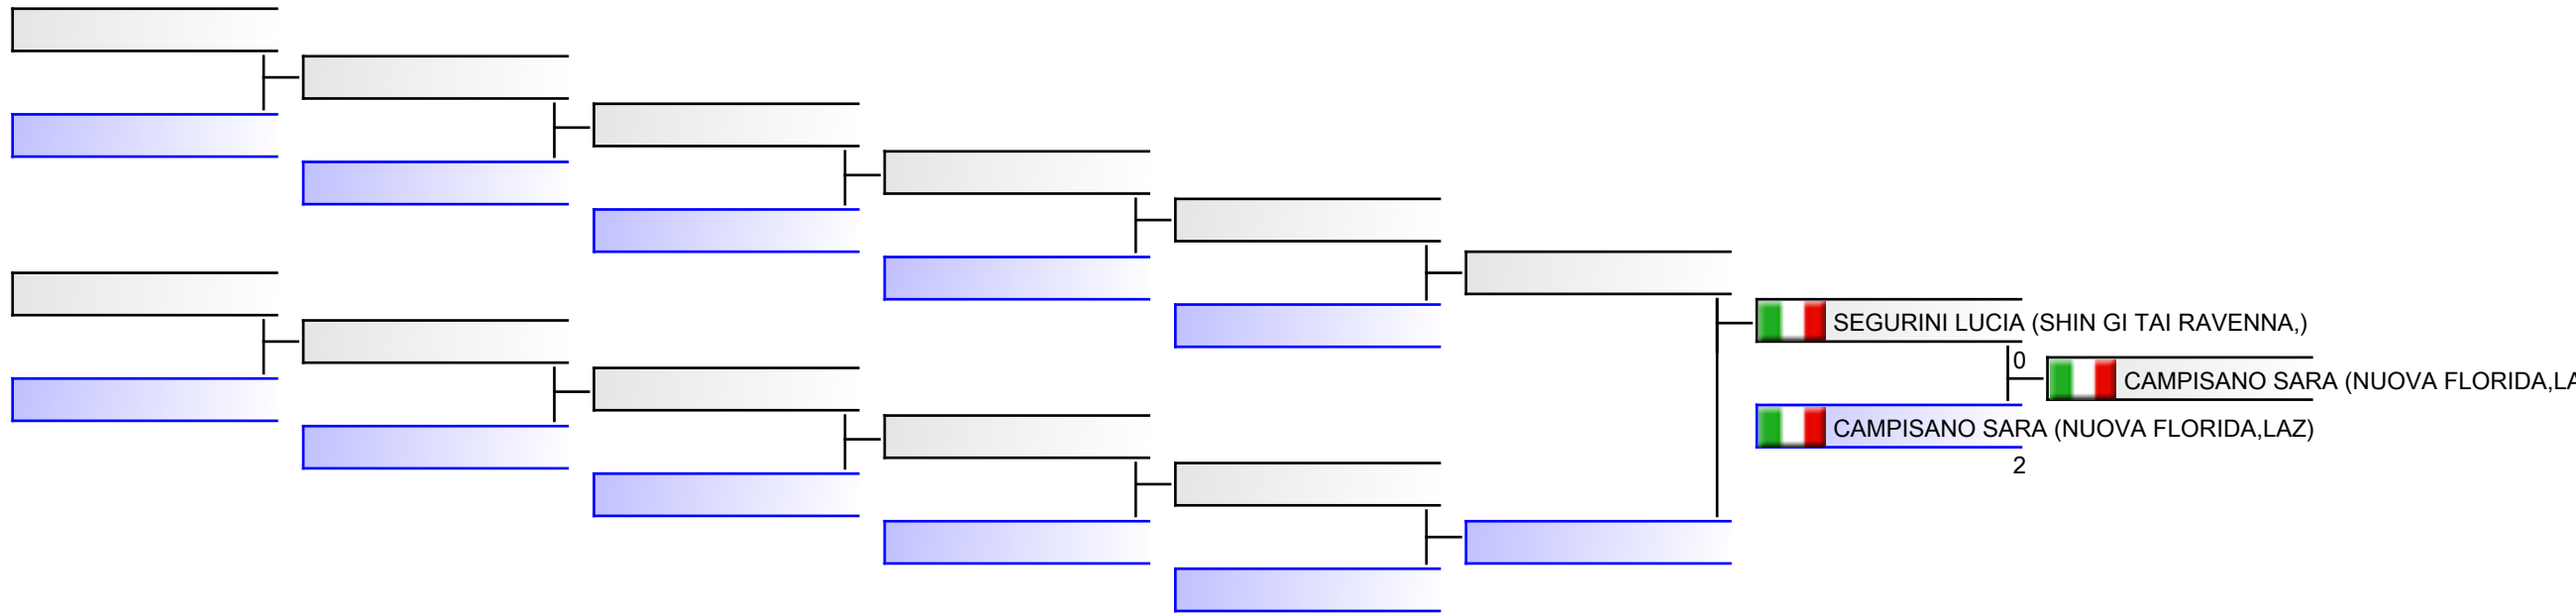 SEGURINI LUCIA (SHIN GI TAI RAVENNA,)
0
CAMPISANO SARA (NUOVA FLORIDA,LA
CAMPISANO SARA (NUOVA FLORIDA,LAZ)
2